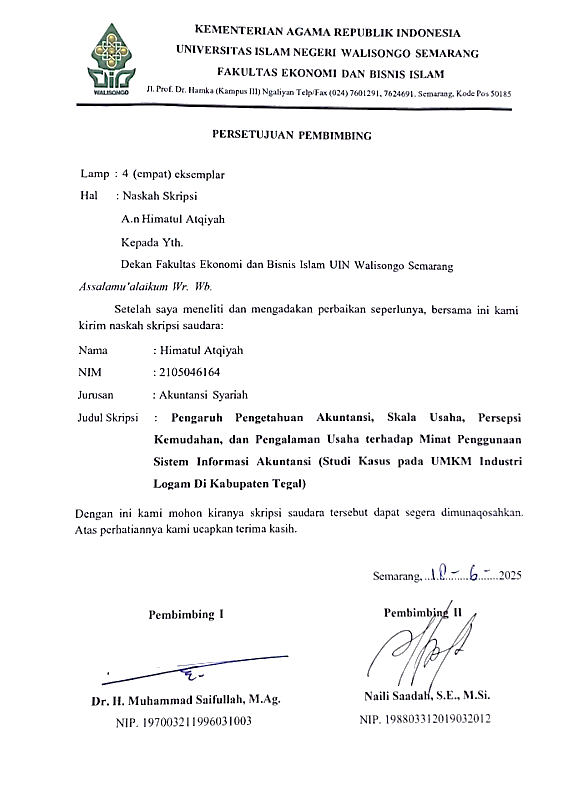 KEMENTERIAN AGAMA REPUBLIK INDONESIA
UNIVERSITAS ISLAM NEGERI WALISONGO SEMARANG
FAKULTAS EKONOMI DAN BISNIS ISLAM
Jl. Prof. Dr. Hamka (Kampus III) Ngaliyan Telp/Fax (024) 7601291, 7624691, Semarang, Kode Pos 50185
WALISONGO
PERSETUJUAN PEMBIMBING
Lamp : 4 (empat) eksemplar
Hal : Naskah Skripsi
A.n Himatul Atqiyah
Kepada Yth.
Dekan Fakultas Ekonomi dan Bisnis Islam UIN Walisongo Semarang
Assalamu'alaikum Wr. Wb.
Setelah saya meneliti dan mengadakan perbaikan seperlunya, bersama ini kami
kirim naskah skripsi saudara:
Nama : Himatul Atqiyah
NIM : 2105046164
Jurusan : Akuntansi Syariah
Judul Skripsi : Pengaruh Pengetahuan Akuntansi, Skala Usaha, Persepsi
Kemudahan, dan Pengalaman Usaha terhadap Minat Penggunaan
Sistem Informasi Akuntansi (Studi Kasus pada UMKM Industri
Logam Di Kabupaten Tegal)
Dengan ini kami mohon kiranya skripsi saudara tersebut dapat segera dimunaqosahkan.
Atas perhatiannya kami ucapkan terima kasih.
Semarang, - 6 - 2025
Pembimbing I
Dr. H. Muhammad Saifullah, M.Ag.
NIP. 197003211996031003
Pembimbing II
Naili Saadah, S.E., M.Si.
NIP. 198803312019032012